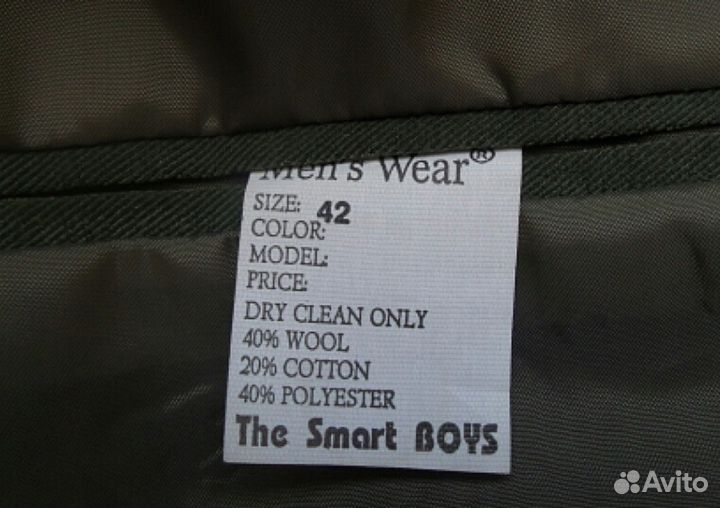 Men's Wear®
SIZE: 42
COLOR:
MODEL:
PRICE:
DRY CLEAN ONLY
40% WOOL
20% COTTON
40% POLYESTER
The Smart BOYS
Avito